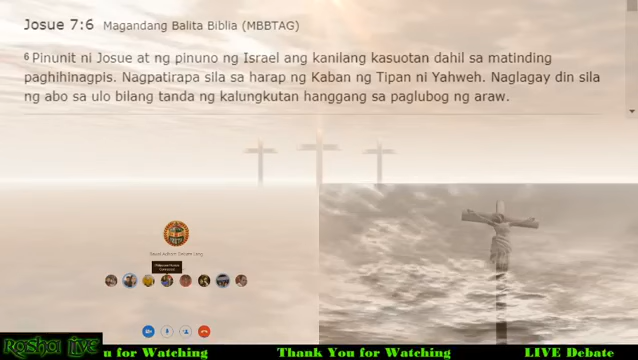 Josue 7:6 Magandang Balita Biblia (MBBTAG)
6 Pinunit ni Josue at ng pinuno ng Israel ang kanilang kasuotan dahil sa matinding
paghihinagpis. Nagpatirapa sila sa harap ng Kaban ng Tipan ni Yahweh. Naglagay din sila
ng abo sa ulo bilang tanda ng kalungkutan hanggang sa paglubog ng araw.
Rosha Live
u for Watching Thank You for Watching LIVE Debate